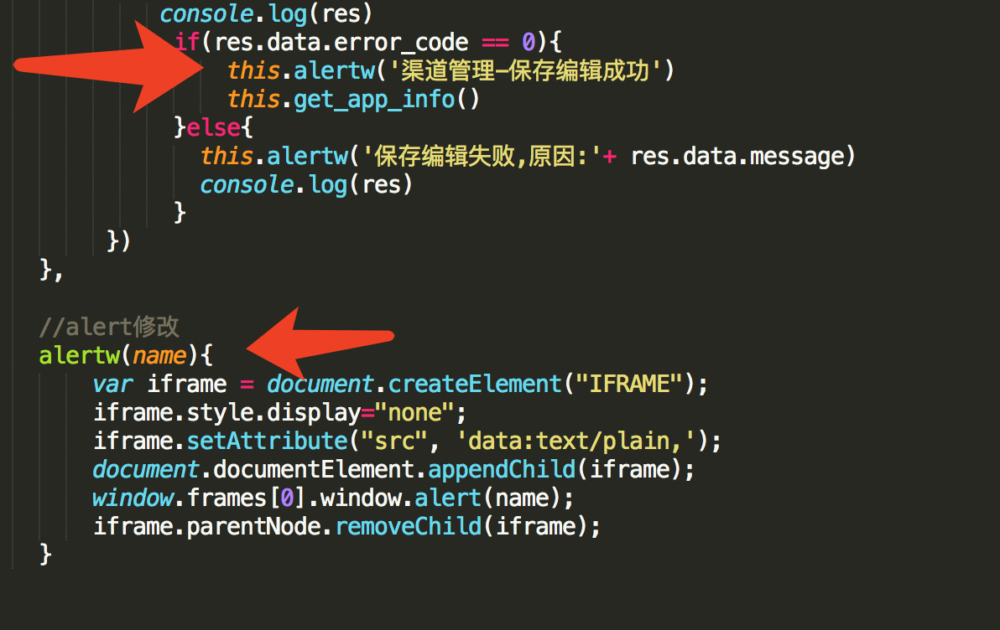 console.log(res)
if(res.data.error_code == 0){
this.alertw('渠道管理-保存编辑成功')
this.get_app_info()
}else{
this.alertw('保存编辑失败,原因:'+ res.data.message)
console.log(res)
}
})
},
//alert修改
alertw(name){
var iframe = document.createElement("IFRAME");
iframe.style.display="none";
iframe.setAttribute("src", 'data:text/plain,');
document.documentElement.appendChild(iframe);
window.frames[0].window.alert(name);
iframe.parentNode.removeChild(iframe);
}